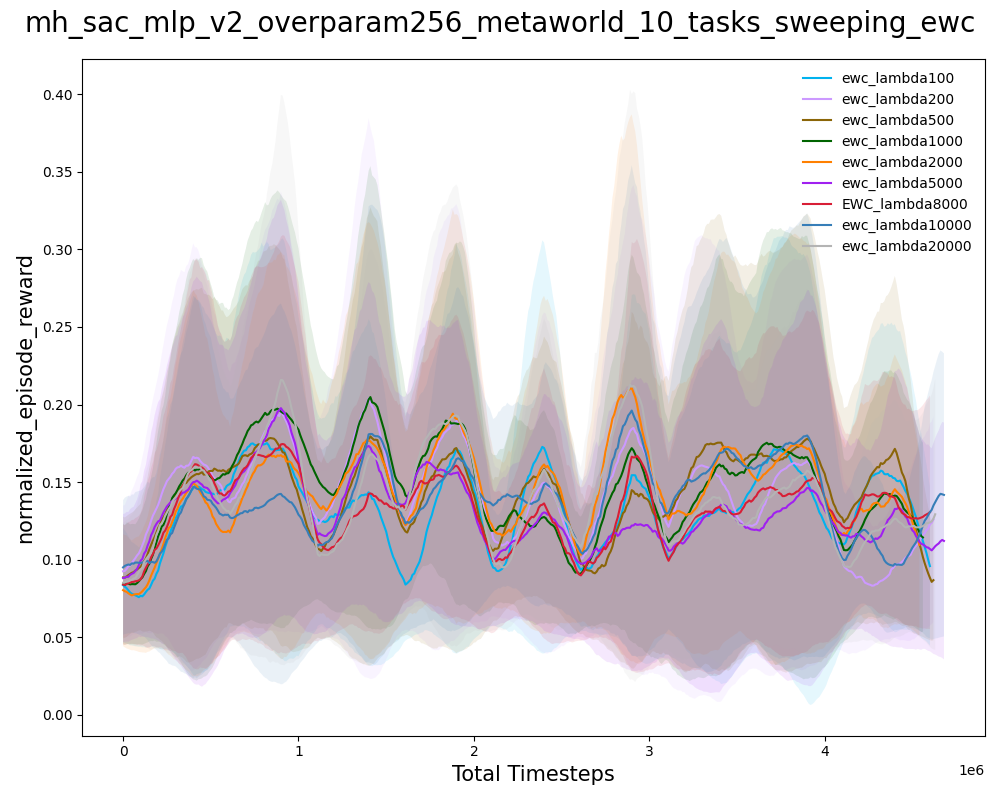 mh_sac_mlp_v2_overparam256_metaworld_10_tasks_sweeping_ewc
normalized_episode_reward
0.40
0.35
0.30
0.25
0.20
0.15
0.10
0.05
0.00
ewc_lambda100
ewc_lambda200
ewc_lambda500
ewc_lambda1000
ewc_lambda2000
ewc_lambda5000
EWC_lambda8000
ewc_lambda10000
ewc_lambda20000
0 1 2 3 4
1e6
Total Timesteps